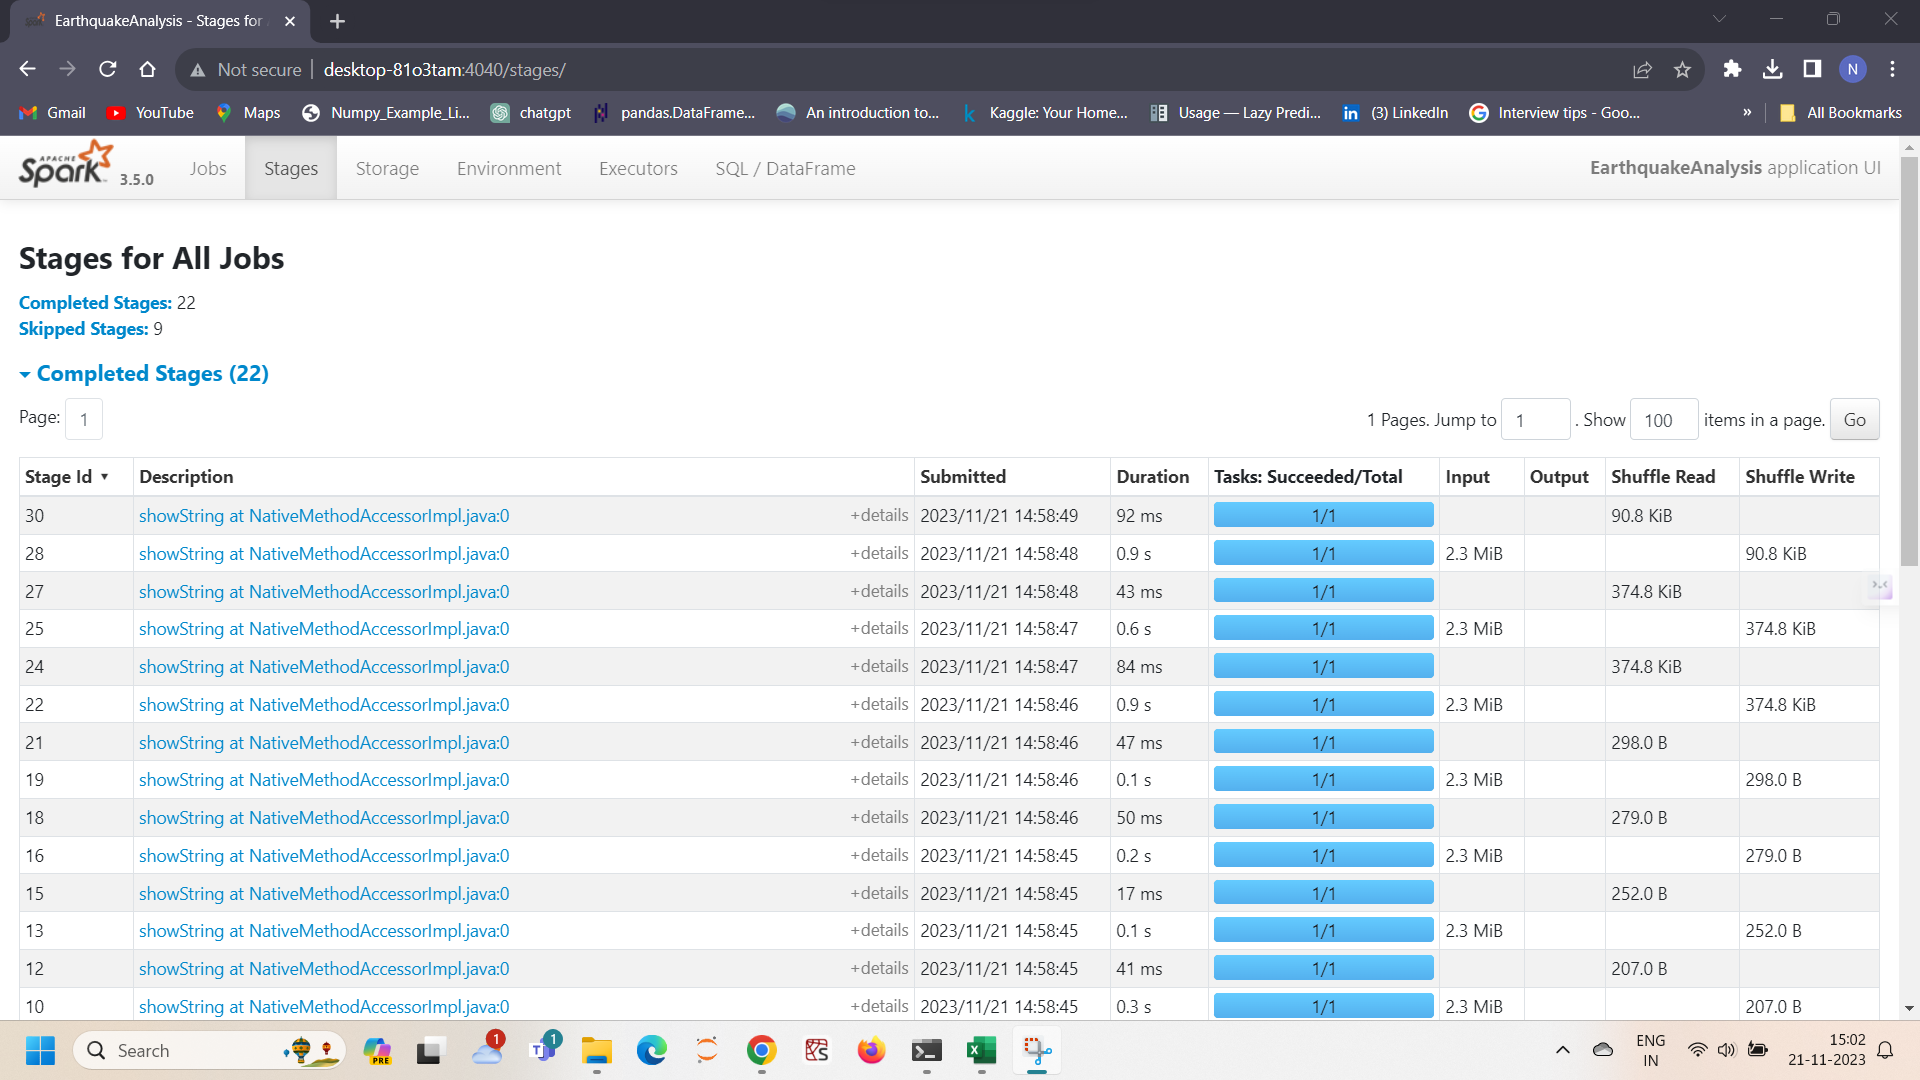 EarthquakeAnalysis - Stages for
Not secure desktop-81o3tam:4040/stages/
N
Gmail YouTube Maps Numpy_Example_Li... chatgpt pandas.DataFrame... An introduction to... Kaggle: Your Home... Usage — Lazy Predi... (3) LinkedIn Interview tips - Goo... » All Bookmarks
APACHE Spark 3.5.0 Jobs Stages Storage Environment Executors SQL / DataFrame EarthquakeAnalysis application UI
Stages for All Jobs
Completed Stages: 22
Skipped Stages: 9
Completed Stages (22)
Page: 1 1 Pages. Jump to 1 . Show 100 items in a page. Go
Stage Id Description Submitted Duration Tasks: Succeeded/Total Input Output Shuffle Read Shuffle Write
30 showString at NativeMethodAccessorImpl.java:0 +details 2023/11/21 14:58:49 92 ms 1/1 90.8 KiB
28 showString at NativeMethodAccessorImpl.java:0 +details 2023/11/21 14:58:48 0.9 s 1/1 2.3 MiB 90.8 KiB
27 showString at NativeMethodAccessorImpl.java:0 +details 2023/11/21 14:58:48 43 ms 1/1 374.8 KiB
25 showString at NativeMethodAccessorImpl.java:0 +details 2023/11/21 14:58:47 0.6 s 1/1 2.3 MiB 374.8 KiB
24 showString at NativeMethodAccessorImpl.java:0 +details 2023/11/21 14:58:47 84 ms 1/1 374.8 KiB
22 showString at NativeMethodAccessorImpl.java:0 +details 2023/11/21 14:58:46 0.9 s 1/1 2.3 MiB 374.8 KiB
21 showString at NativeMethodAccessorImpl.java:0 +details 2023/11/21 14:58:46 47 ms 1/1 298.0 B
19 showString at NativeMethodAccessorImpl.java:0 +details 2023/11/21 14:58:46 0.1 s 1/1 2.3 MiB 298.0 B
18 showString at NativeMethodAccessorImpl.java:0 +details 2023/11/21 14:58:46 50 ms 1/1 279.0 B
16 showString at NativeMethodAccessorImpl.java:0 +details 2023/11/21 14:58:45 0.2 s 1/1 2.3 MiB 279.0 B
15 showString at NativeMethodAccessorImpl.java:0 +details 2023/11/21 14:58:45 17 ms 1/1 252.0 B
13 showString at NativeMethodAccessorImpl.java:0 +details 2023/11/21 14:58:45 0.1 s 1/1 2.3 MiB 252.0 B
12 showString at NativeMethodAccessorImpl.java:0 +details 2023/11/21 14:58:45 41 ms 1/1 207.0 B
10 showString at NativeMethodAccessorImpl.java:0 +details 2023/11/21 14:58:45 0.3 s 1/1 2.3 MiB 207.0 B
Search PRE 1 1 ENG 15:02
IN 21-11-2023